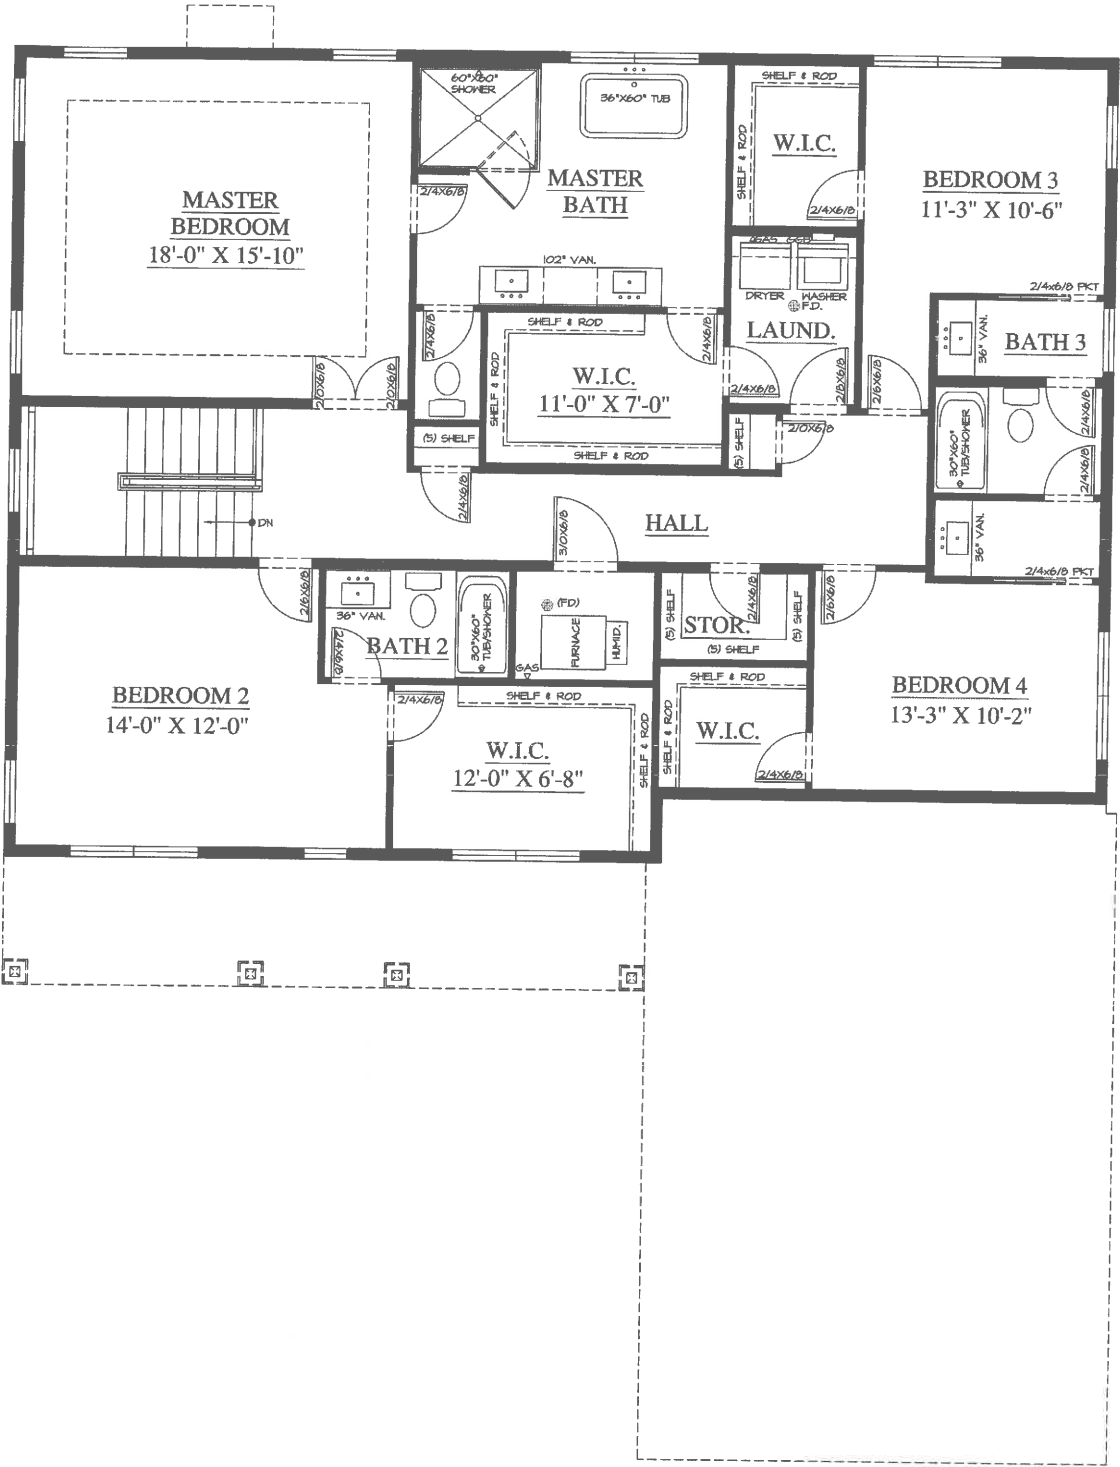 60"X60"
SHOWER
36"X60" TUB
SHELF & ROD
SHELF & ROD
W.I.C.
2/4X6/8
MASTER
BEDROOM
18'-0" X 15'-10"
2/4X6/8
MASTER
BATH
BEDROOM 3
11'-3" X 10'-6"
102" VAN.
GAS
DRYER
WASHER
F.D.
LAUND.
2/4x6/8 PKT
36" VAN.
BATH 3
2/4X6/8
SHELF & ROD
SHELF & ROD
W.I.C.
11'-0" X 7'-0"
SHELF & ROD
2/4X6/8
2/4X6/8
2/8X6/8
2/6X6/8
2/0X6/8
2/0X6/8
(5) SHELF
(5) SHELF
2/0X6/8
30"X60"
TUB/SHOWER
2/4X6/8
2/4X6/8
DN
2/4X6/8
3/0X6/8
HALL
36" VAN.
2/4x6/8 PKT
2/6X6/8
36" VAN.
2/4X6/8
BATH 2
30"X60"
TUB/SHOWER
(FD)
FURNACE
HUMID.
GAS
(5) SHELF
2/4X6/8
(5) SHELF
STOR.
(5) SHELF
2/6X6/8
BEDROOM 2
14'-0" X 12'-0"
2/4X6/8
SHELF & ROD
SHELF & ROD
W.I.C.
12'-0" X 6'-8"
SHELF & ROD
SHELF & ROD
W.I.C.
2/4X6/8
BEDROOM 4
13'-3" X 10'-2"